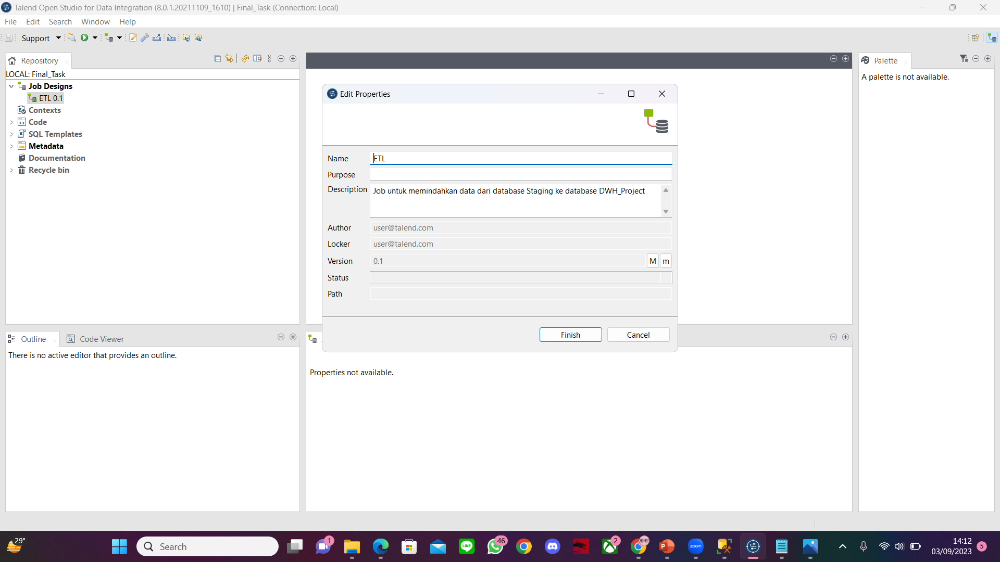 Talend Open Studio for Data Integration (8.0.1.20211109_1610) | Final_Task (Connection: Local)
File Edit Search Window Help
Support
Repository
LOCAL: Final_Task
Job Designs
ETL 0.1
Contexts
Code
SQL Templates
Metadata
Documentation
Recycle bin
Palette
A palette is not available.
Edit Properties
Name ETL
Purpose
Description Job untuk memindahkan data dari database Staging ke database DWH_Project
Author user@talend.com
Locker user@talend.com
Version 0.1 M m
Status
Path
Finish Cancel
Outline Code Viewer
There is no active editor that provides an outline.
Properties not available.
29°
Search
1
LINE
46
2
P
zoom
14:12
03/09/2023
5